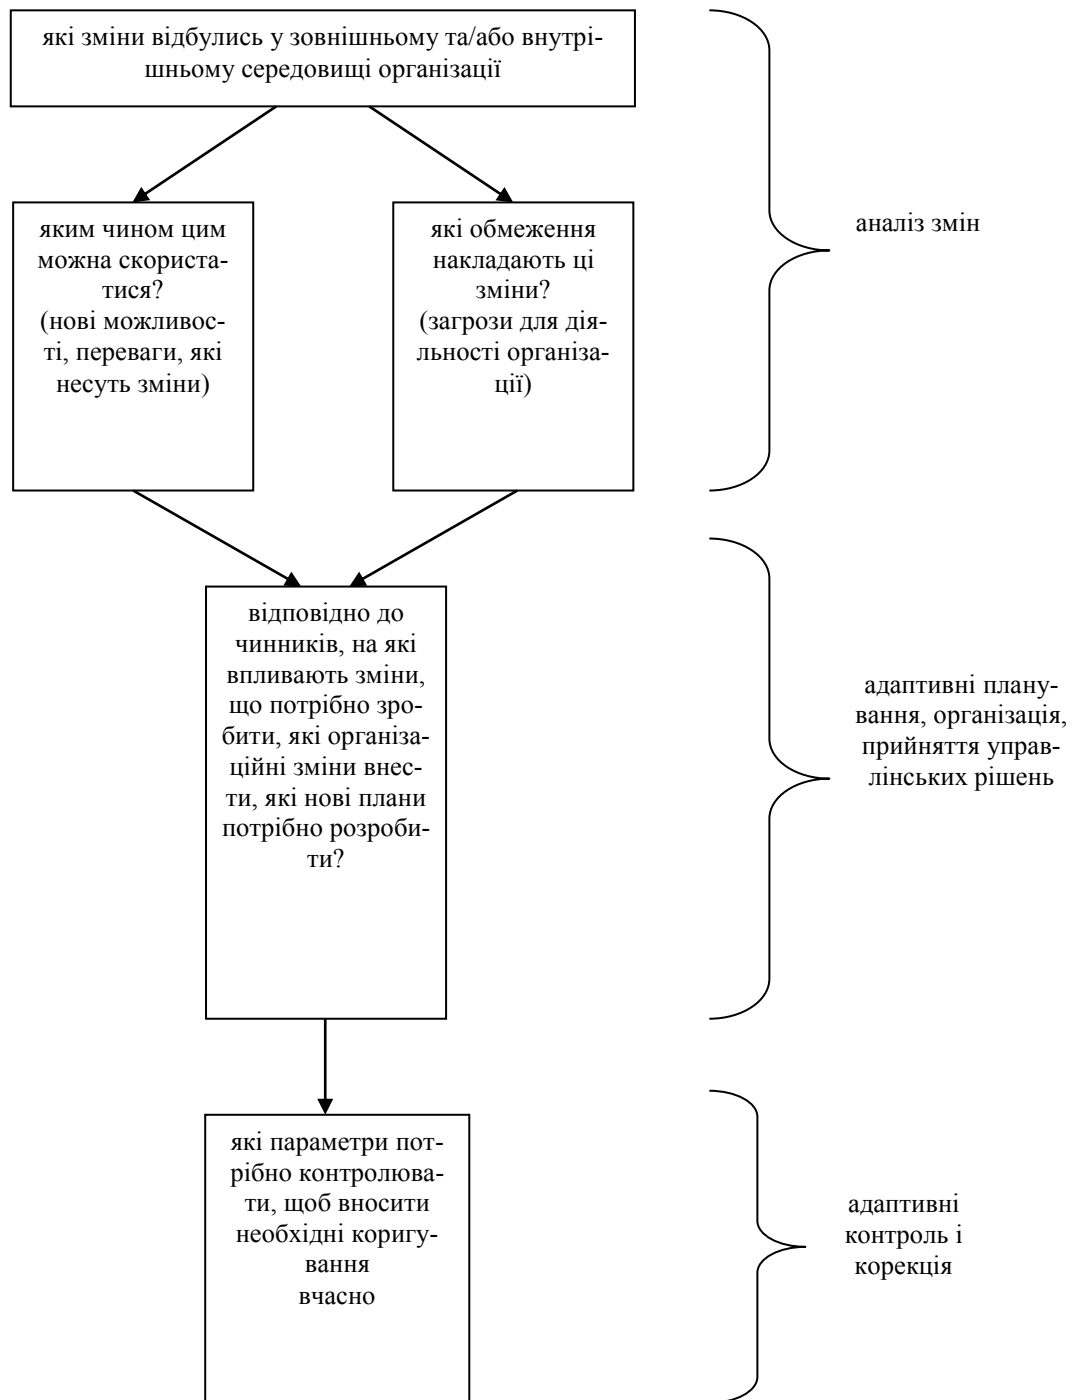 які зміни відбулись у зовнішньому та/або внутрі-
шньому середовищі організації
яким чином цим
можна скориста-
тися?
(нові можливос-
ті, переваги, які
несуть зміни)
які обмеження
накладають ці
зміни?
(загрози для дія-
льності організа-
ції)
аналіз змін
відповідно до
чинників, на які
впливають зміни,
що потрібно зро-
бити, які організа-
ційні зміни внес-
ти, які нові плани
потрібно розроби-
ти?
адаптивні плану-
вання, організація,
прийняття управ-
лінських рішень
які параметри пот-
рібно контролюва-
ти, щоб вносити
необхідні коригу-
вання
вчасно
адаптивні
контроль і
корекція